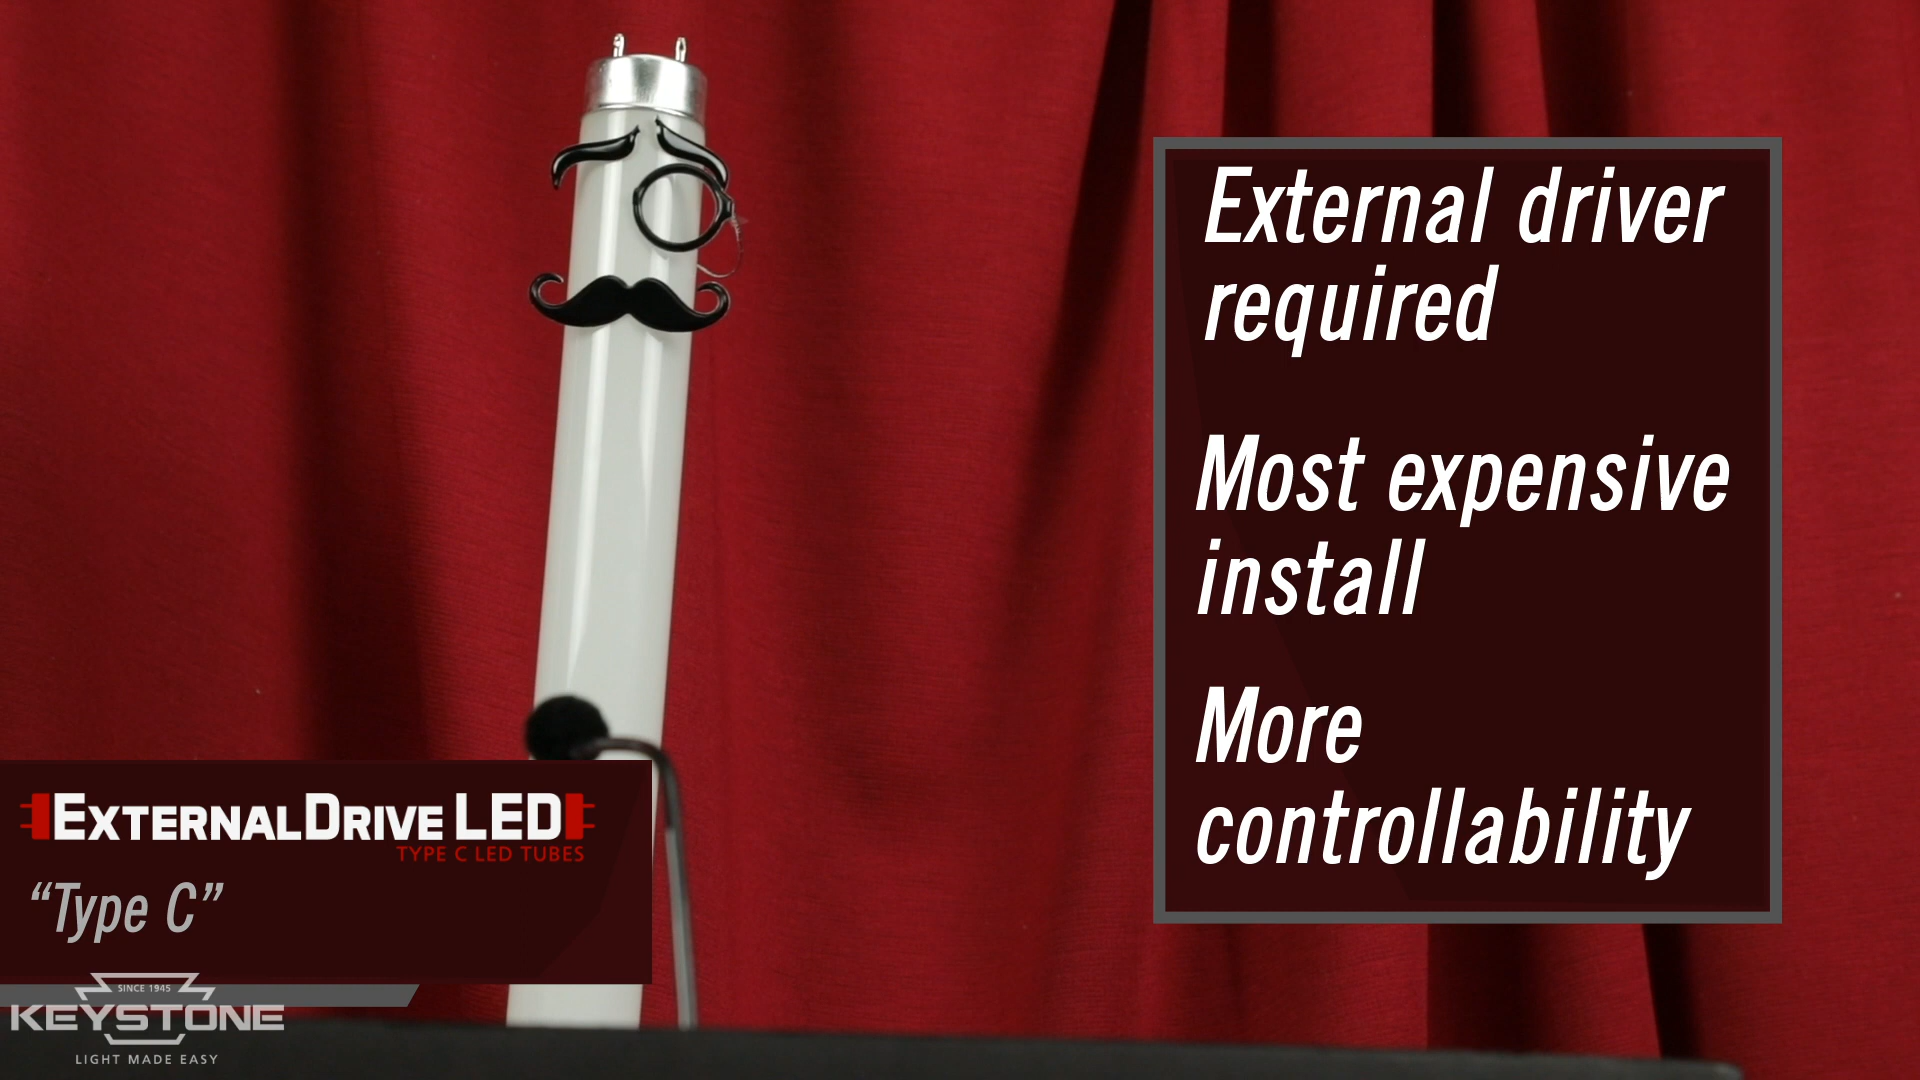 External driver
required
Most expensive
install
More
controllability
EXTERNALDRIVE LED
TYPE C LED TUBES
“Type C”
SINCE 1945
KEYSTONE
LIGHT MADE EASY